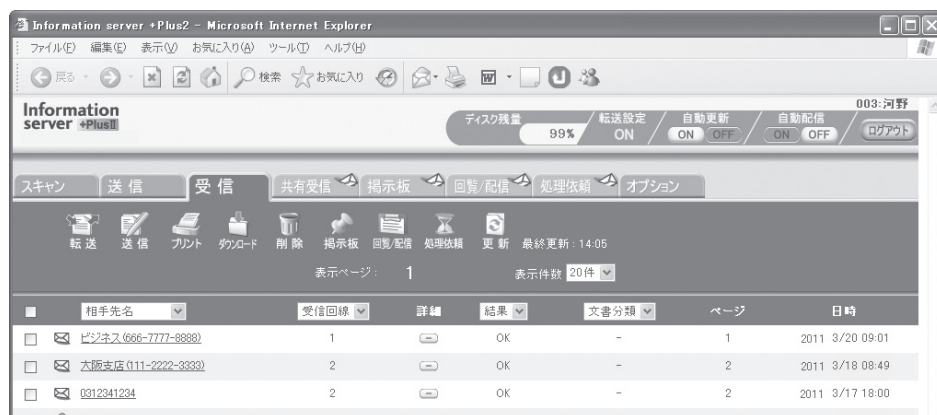 Information server +Plus2 - Microsoft Internet Explorer
ファイル(F) 編集(E) 表示(V) お気に入り(A) ツール(T) ヘルプ(H)
戻る 検索 お気に入り
003:河野
Information
server +PlusII
ディスク残量 99% 転送設定 ON 自動更新 ON OFF 自動配信 ON OFF ログアウト
スキャン 送信 受信 共有受信 掲示板 回覧/配信 処理依頼 オプション
転送 送信 プリント ダウンロード 削除 掲示板 回覧/配信 処理依頼 更新 最終更新:14:05
表示ページ: 1 表示件数 20件
相手先名 受信回線 詳細 結果 文書分類 ページ 日時
ビジネス(666-7777-8888) 1 OK - 1 2011 3/20 09:01
大阪支店(111-2222-3333) 2 OK - 2 2011 3/18 08:49
0312341234 2 OK - 2 2011 3/17 18:00